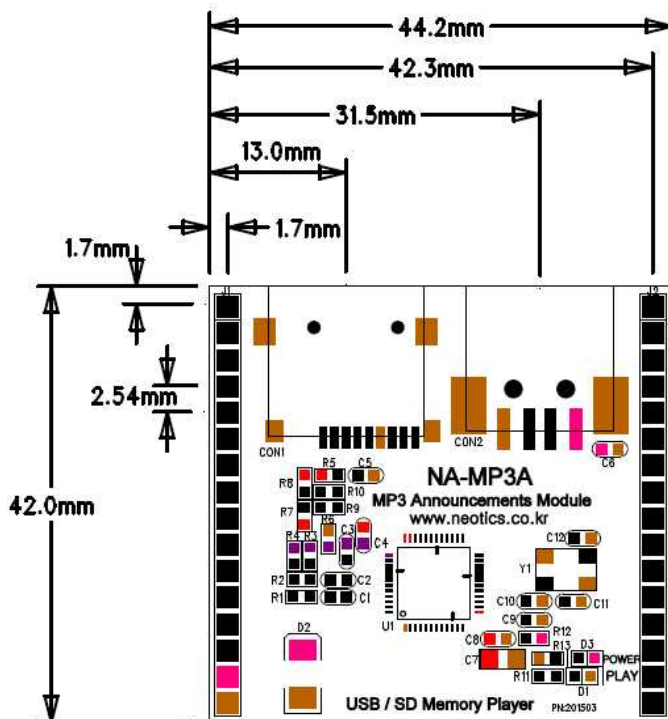 44.2mm
42.3mm
31.5mm
13.0mm
1.7mm
1.7mm
J1
J2
2.54mm
42.0mm
CON1
CON2
C6
R8
R5
C5
R10
R7
R9
NA-MP3A
MP3 Announcements Module
www.neotics.co.kr
R6
C3
C4
R4
R3
C12
Y1
R2
C2
R1
C1
U1
C10
C11
C9
D2
C8
R12
C7
R13
D3
POWER
R11
D1
PLAY
USB / SD Memory Player
PN:201503